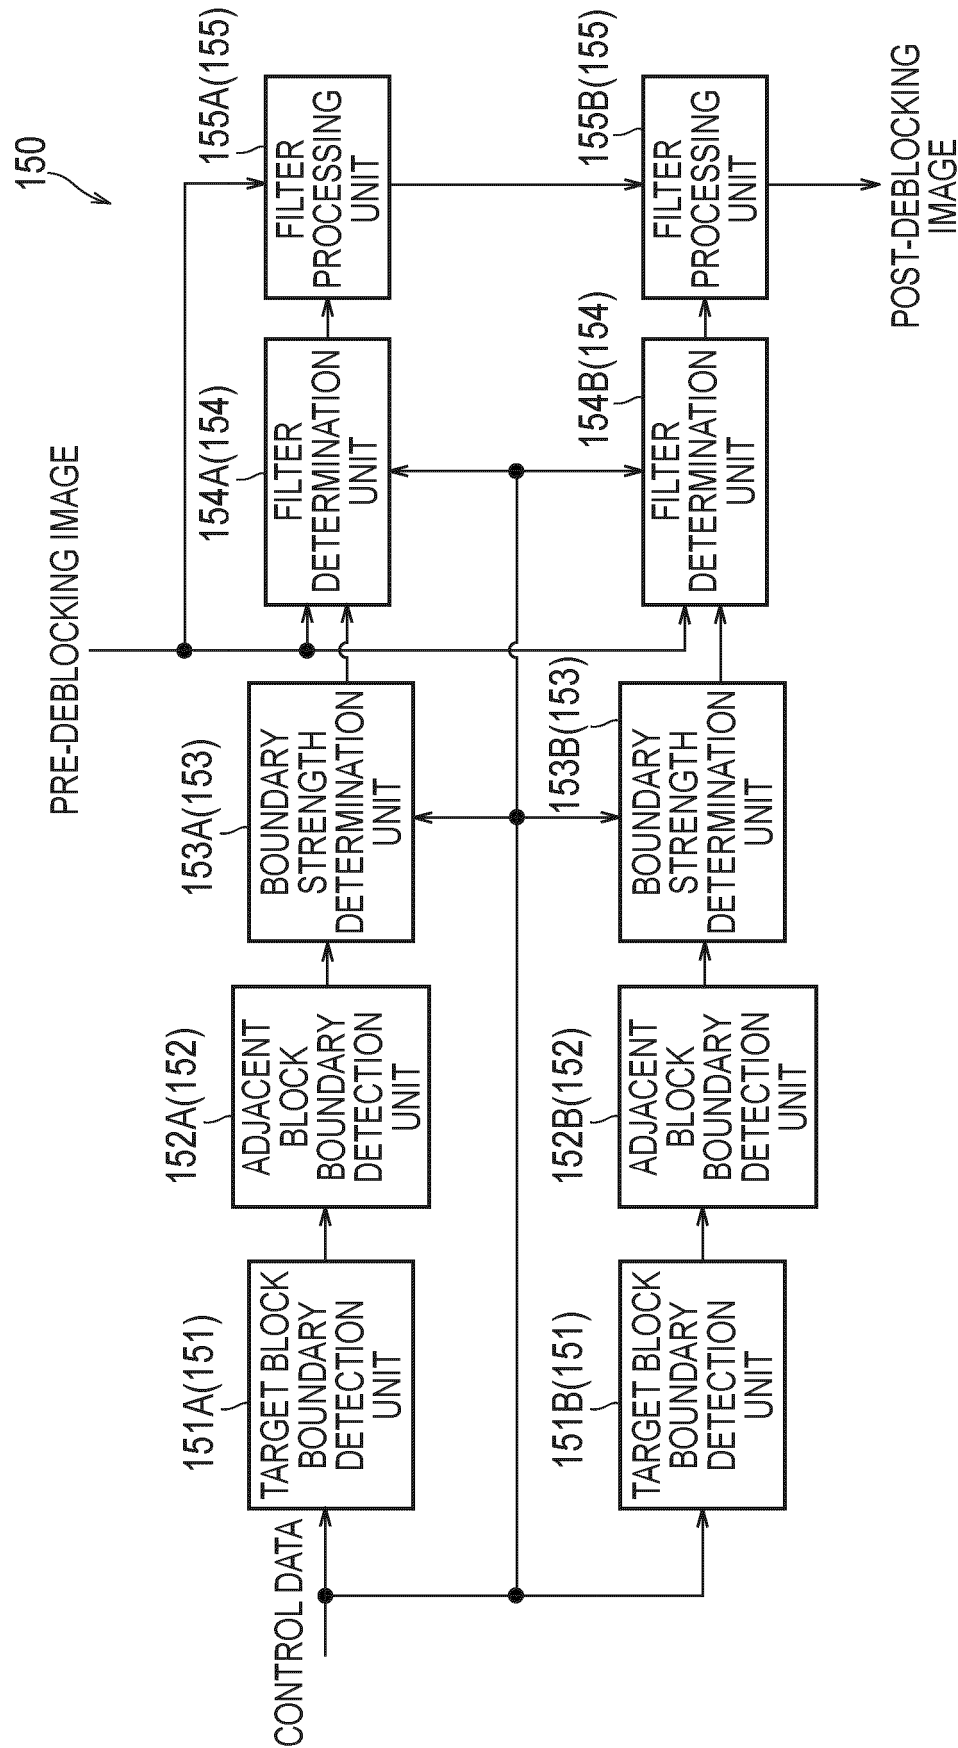 150
PRE-DEBLOCKING IMAGE
CONTROL DATA
151A(151)
TARGET BLOCK
BOUNDARY
DETECTION
UNIT
152A(152)
ADJACENT
BLOCK
BOUNDARY
DETECTION
UNIT
153A(153)
BOUNDARY
STRENGTH
DETERMINATION
UNIT
154A(154)
FILTER
DETERMINATION
UNIT
155A(155)
FILTER
PROCESSING
UNIT
151B(151)
TARGET BLOCK
BOUNDARY
DETECTION
UNIT
152B(152)
ADJACENT
BLOCK
BOUNDARY
DETECTION
UNIT
153B(153)
BOUNDARY
STRENGTH
DETERMINATION
UNIT
154B(154)
FILTER
DETERMINATION
UNIT
155B(155)
FILTER
PROCESSING
UNIT
POST-DEBLOCKING
IMAGE